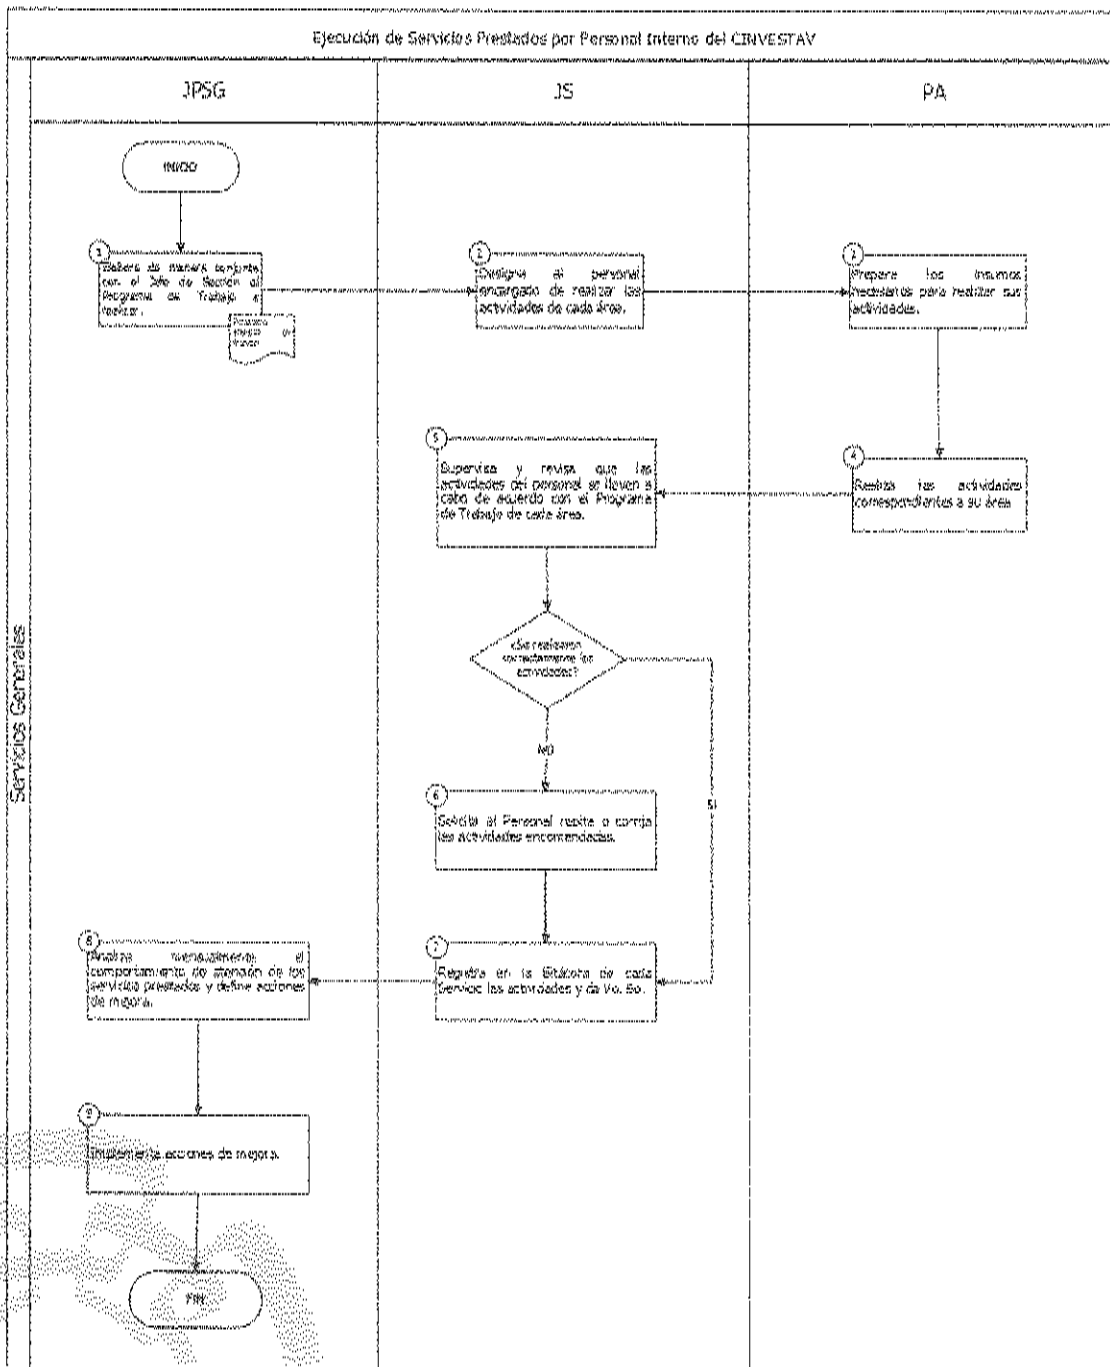 Ejecución de Servicios Prestados por Personal Interno del CINVESTAV
Servicios Generales
JPSG
JS
PA
INICIO
1
Elabora de manera conjunta
con el Jefe de Sección el
Programa de Trabajo a
realizar.
2
Designa al personal
encargado de realizar las
actividades de cada área.
3
Prepara los insumos
necesarios para realizar sus
actividades.
4
Realiza las actividades
correspondientes a su área
5
Supervisa y revisa que las
actividades del personal se lleven a
cabo de acuerdo con el Programa
de Trabajo de cada área.
¿Se realizaron
correctamente las
actividades?
NO
SI
6
Solicita al Personal repita o corrija
las actividades encomendadas.
7
Registra en la Bitácora de cada
Servicio las actividades y da Vo. Bo.
8
Analiza mensualmente el
comportamiento de atención de los
servicios prestados y define acciones
de mejora.
9
Implementa acciones de mejora.
FIN